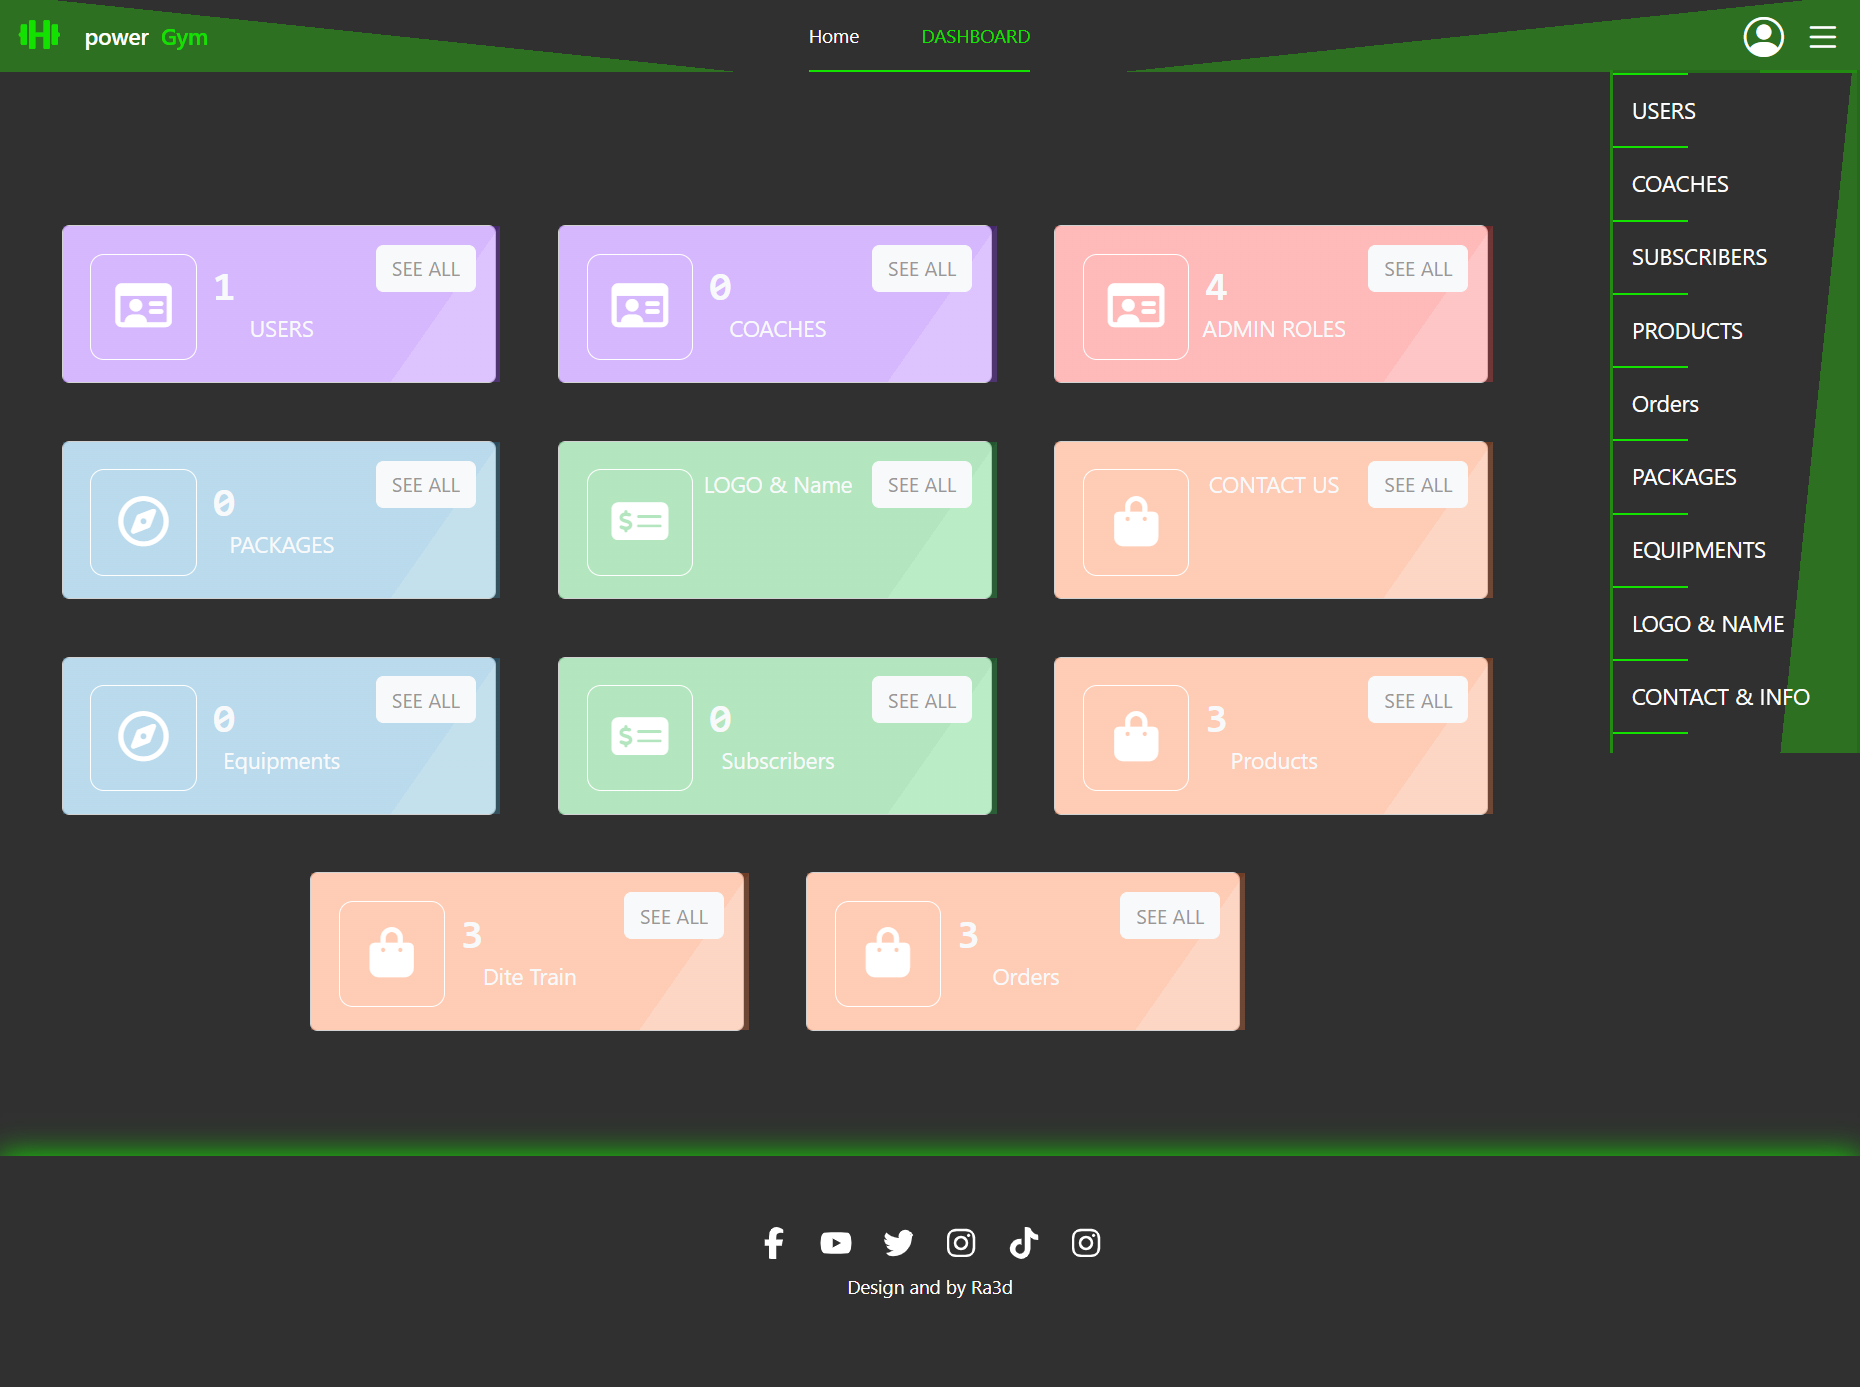 power Gym
Home
DASHBOARD
USERS
COACHES
SUBSCRIBERS
PRODUCTS
Orders
PACKAGES
EQUIPMENTS
LOGO & NAME
CONTACT & INFO
1
USERS
SEE ALL
0
COACHES
SEE ALL
4
ADMIN ROLES
SEE ALL
0
PACKAGES
SEE ALL
LOGO & Name
SEE ALL
CONTACT US
SEE ALL
0
Equipments
SEE ALL
0
Subscribers
SEE ALL
3
Products
SEE ALL
3
Dite Train
SEE ALL
3
Orders
SEE ALL
Design and by Ra3d